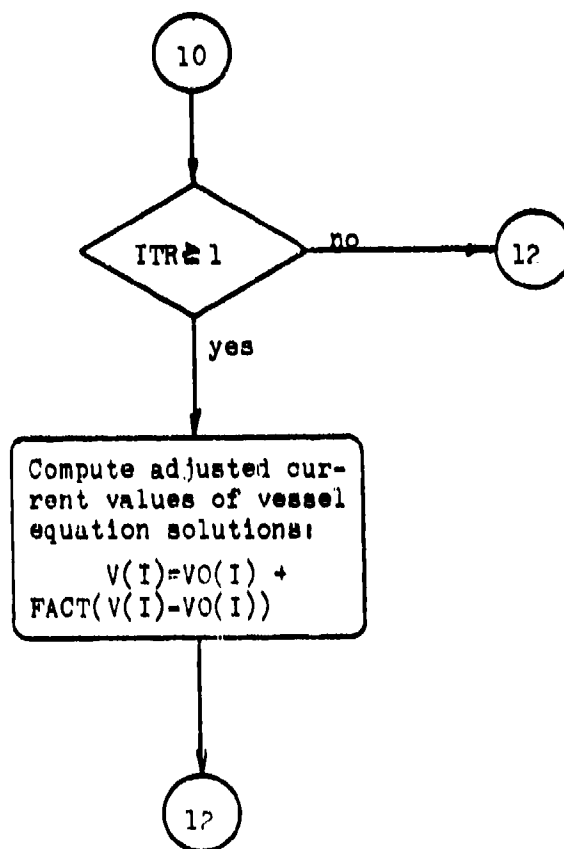 10
ITR≧1
no
12
yes
Compute adjusted cur-
rent values of vessel
equation solutions:
V(I)=VO(I) +
FACT(V(I)-VO(I))
12